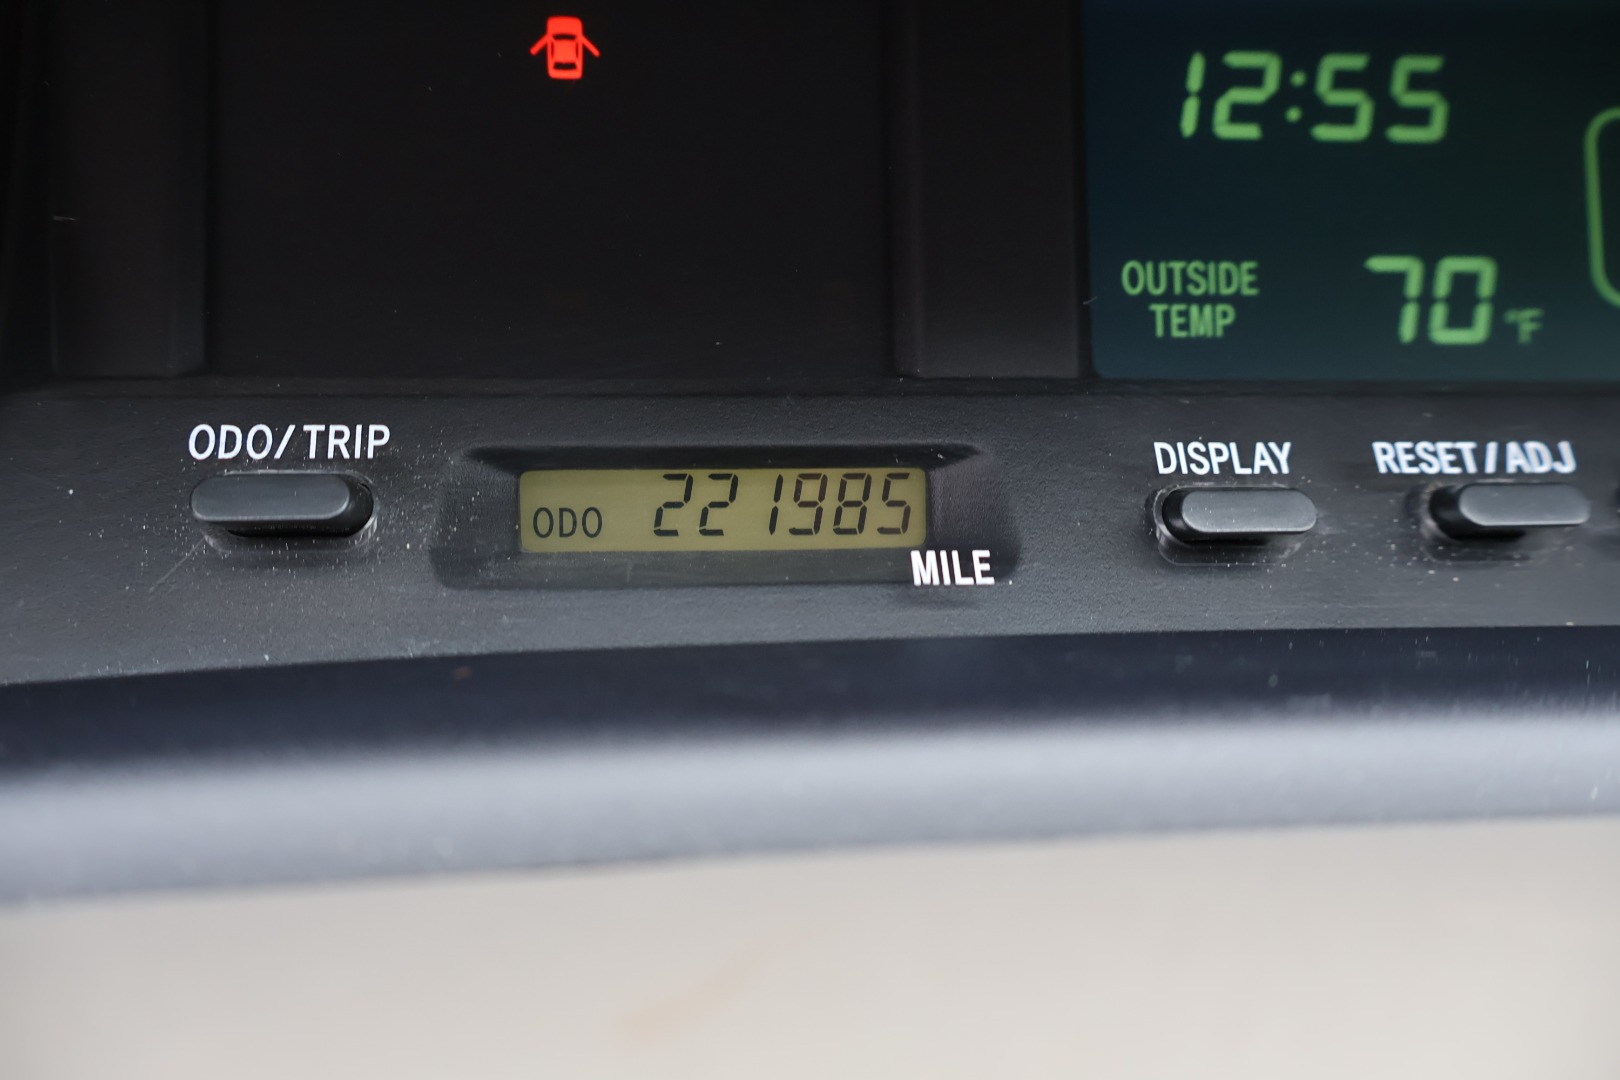 12:55
OUTSIDE
TEMP
70°F
ODO/TRIP
DISPLAY
RESET/ADJ
ODO 221985
MILE